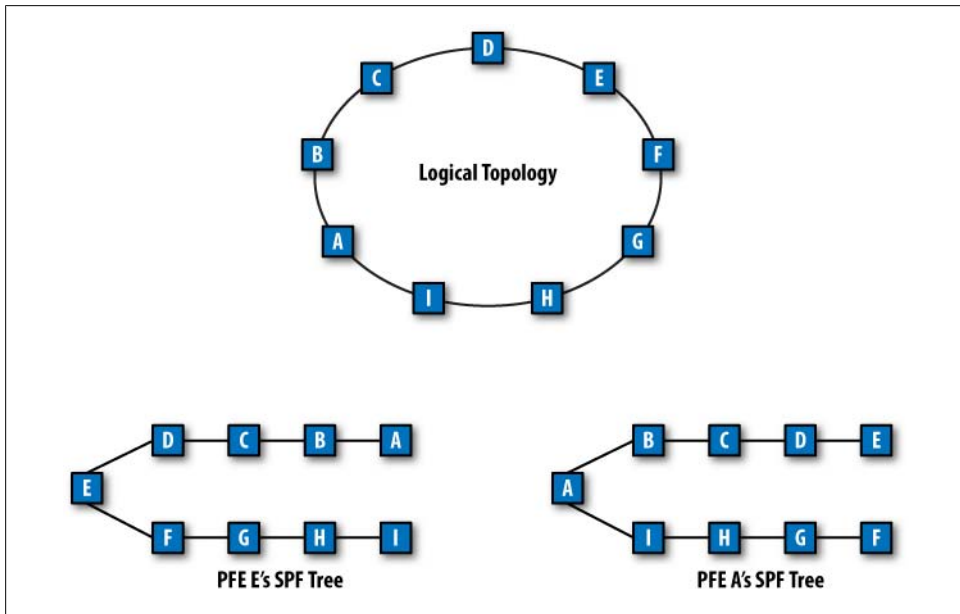 D
C
E
B
F
Logical Topology
A
G
I
H
D C B A
E
F G H I
PFE E's SPF Tree
B C D E
A
I H G F
PFE A's SPF Tree